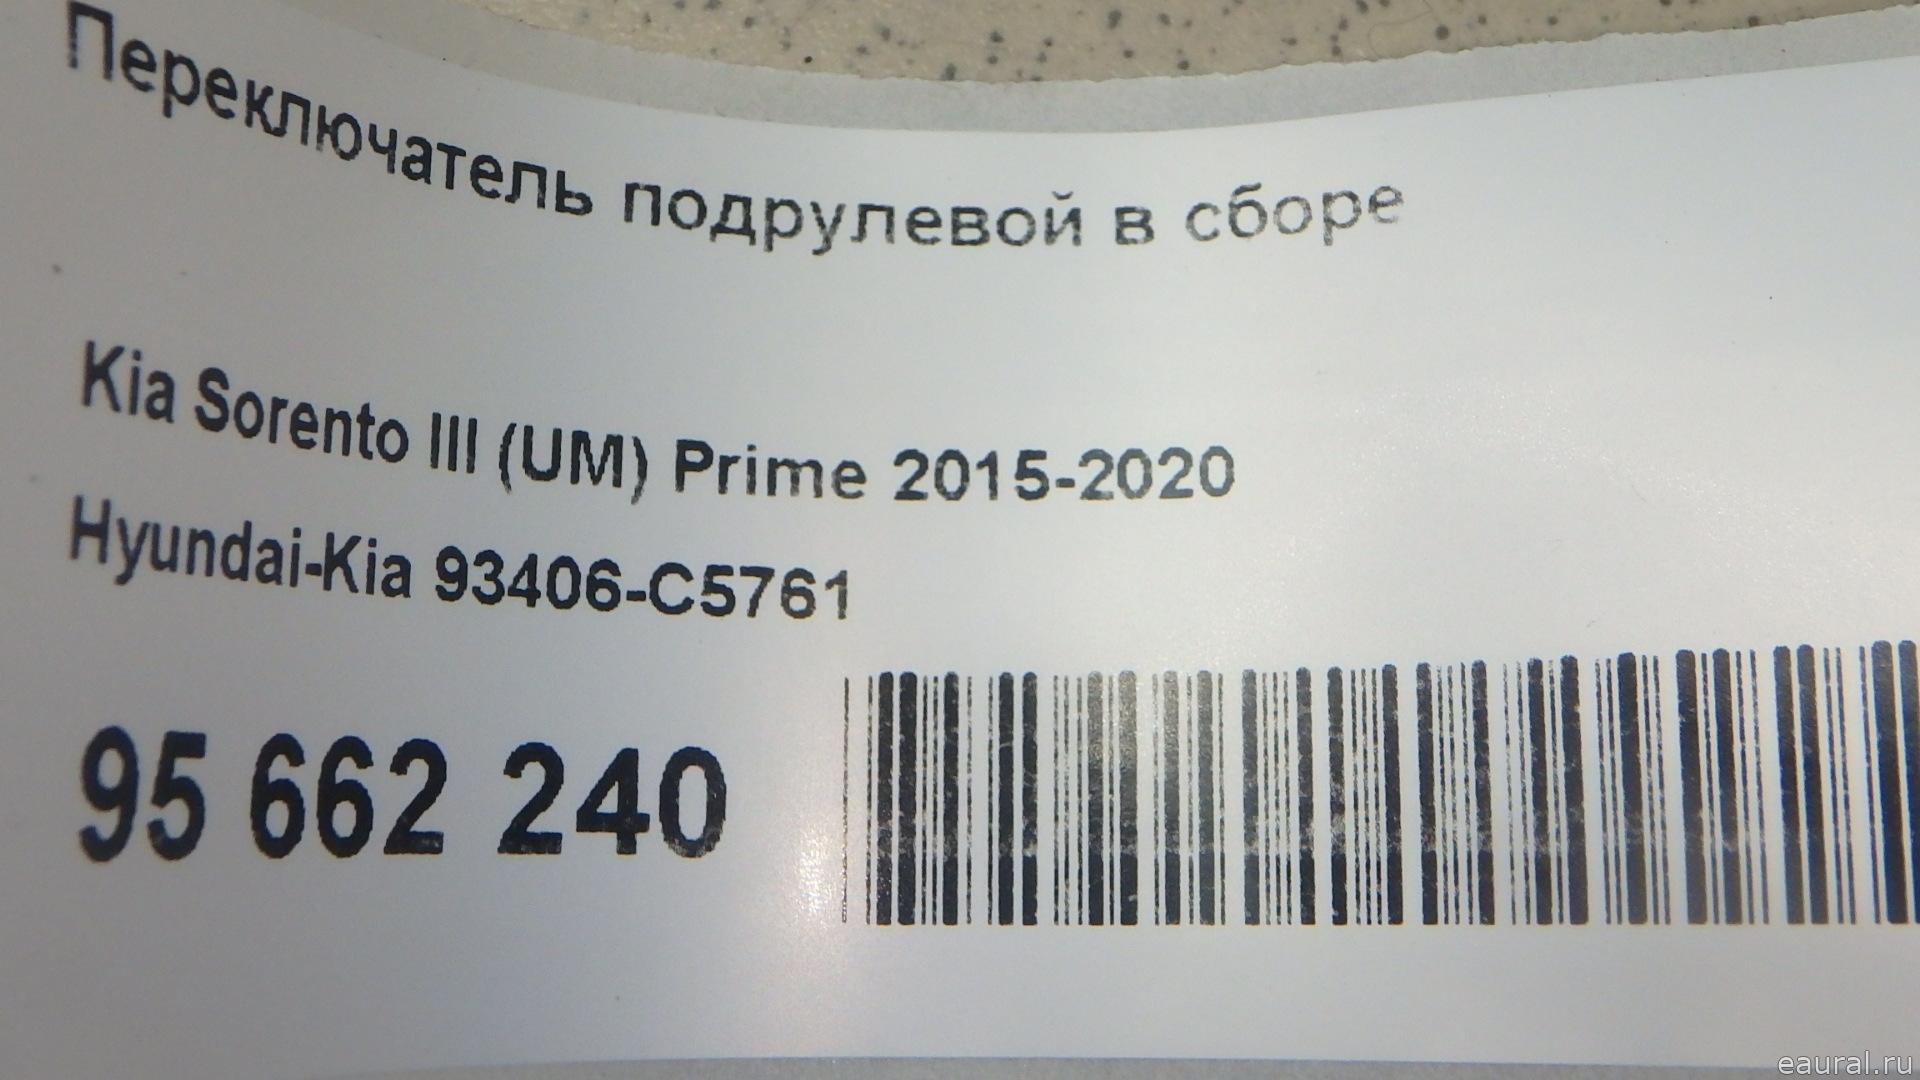 Переключатель подрулевой в сборе
Kia Sorento III (UM) Prime 2015-2020
Hyundai-Kia 93406-C5761
95 662 240
eaural.ru